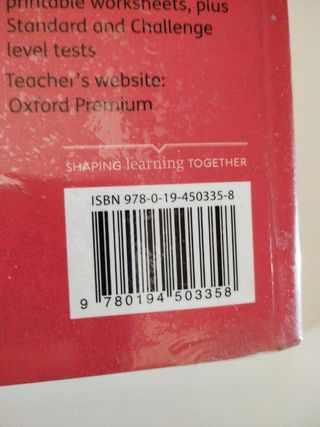 printable worksheets, plus
Standard and Challenge
level tests
Teacher's website:
Oxford Premium
SHAPING learning TOGETHER
ISBN 978-0-19-450335-8
9 780194 503358